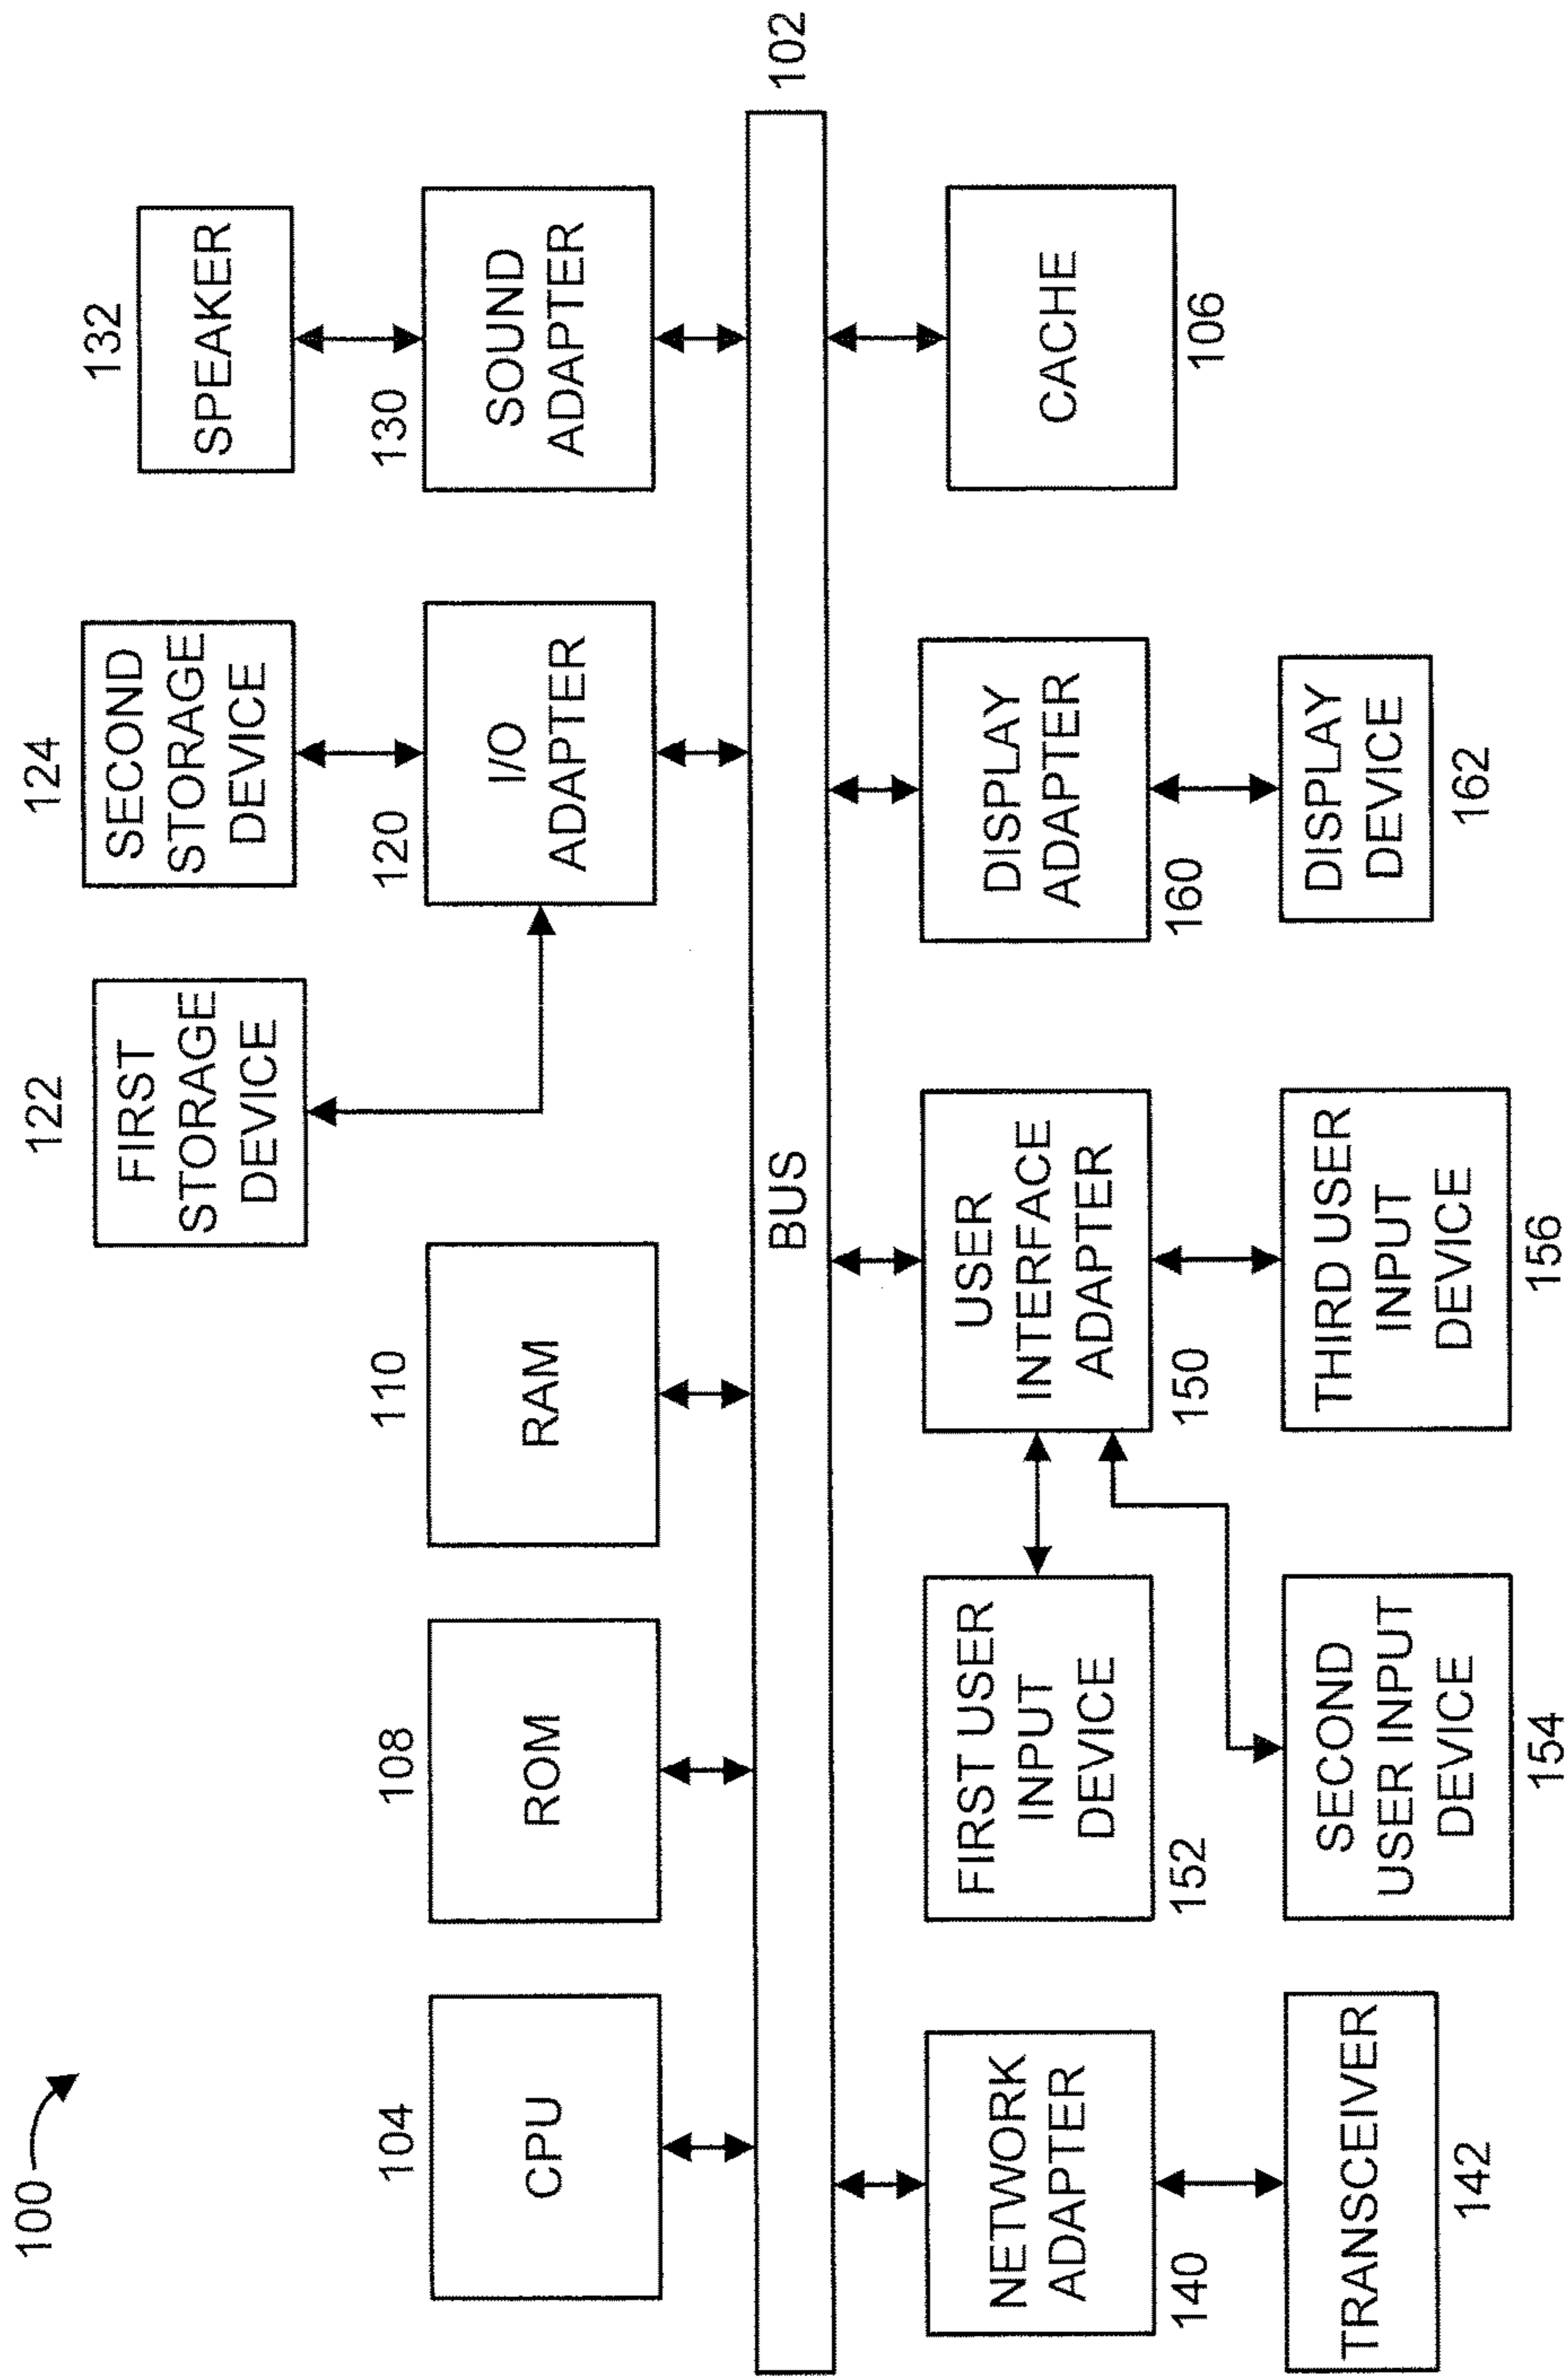 100
122
FIRST
STORAGE
DEVICE
124
SECOND
STORAGE
DEVICE
132
SPEAKER
104
CPU
108
ROM
110
RAM
120
I/O
ADAPTER
130
SOUND
ADAPTER
BUS
102
NETWORK
ADAPTER
140
FIRST USER
INPUT
DEVICE
152
USER
INTERFACE
ADAPTER
150
DISPLAY
ADAPTER
160
CACHE
106
TRANSCEIVER
142
SECOND
USER INPUT
DEVICE
154
THIRD USER
INPUT
DEVICE
156
DISPLAY
DEVICE
162